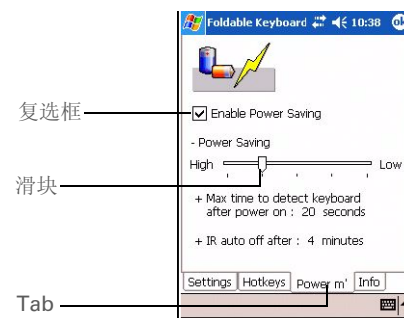 Foldable Keyboard 10:38 ok
复选框
Enable Power Saving
- Power Saving
High Low
滑块
+ Max time to detect keyboard
after power on : 20 seconds
+ IR auto off after : 4 minutes
Settings Hotkeys Power m' Info
Tab